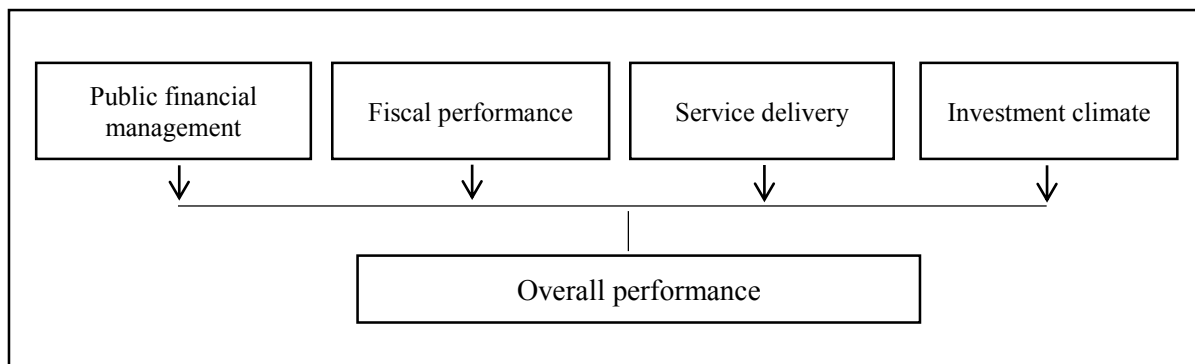 Public financial
management
Fiscal performance
Service delivery
Investment climate
Overall performance